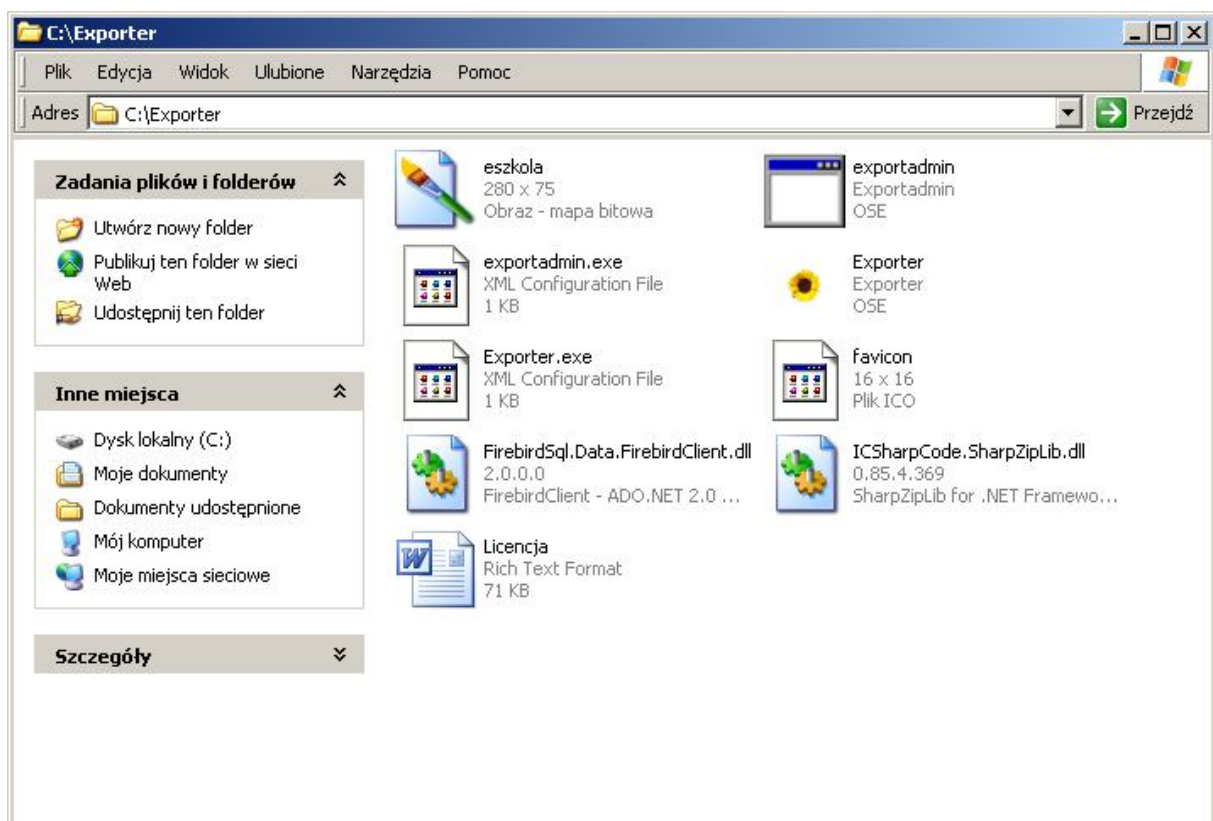 C:\Exporter
Plik Edycja Widok Ulubione Narzędzia Pomoc
Adres C:\Exporter Przejdź
Zadania plików i folderów
Utwórz nowy folder
Publikuj ten folder w sieci
Web
Udostępnij ten folder
Inne miejsca
Dysk lokalny (C:)
Moje dokumenty
Dokumenty udostępnione
Mój komputer
Moje miejsca sieciowe
Szczegóły
eszkola
280 x 75
Obraz - mapa bitowa
exportadmin
Exportadmin
OSE
exportadmin.exe
XML Configuration File
1 KB
Exporter
Exporter
OSE
Exporter.exe
XML Configuration File
1 KB
favicon
16 x 16
Plik ICO
FirebirdSql.Data.FirebirdClient.dll
2.0.0.0
FirebirdClient - ADO.NET 2.0 ...
ICSharpCode.SharpZipLib.dll
0.85.4.369
SharpZipLib for .NET Framewo...
Licencja
Rich Text Format
71 KB